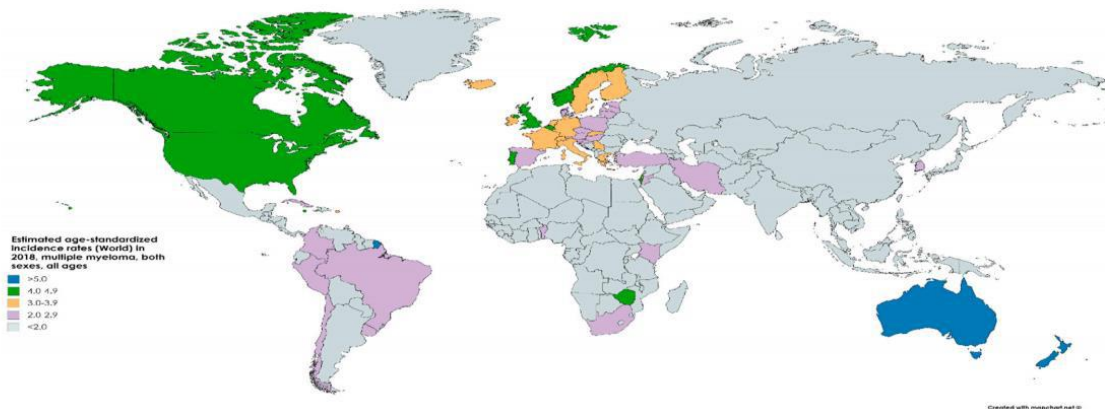 Estimated age-standardized
incidence rates (World) in
2018, multiple myeloma, both
sexes, all ages
>5.0
4.0-4.9
3.0-3.9
2.0-2.9
<2.0
Created with mapchart.net ©